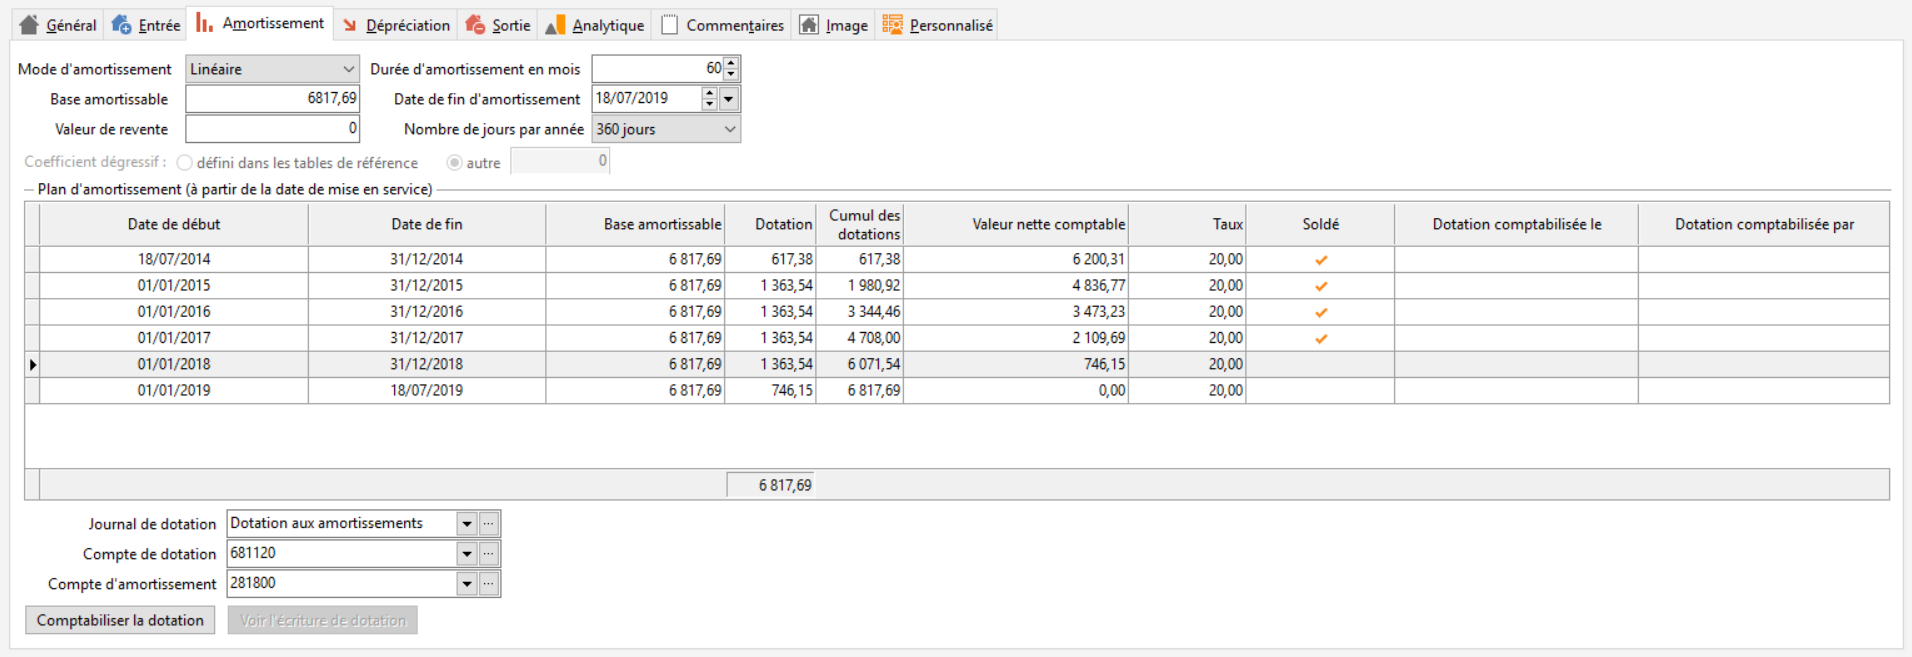 Général Entrée Amortissement Dépréciation Sortie Analytique Commentaires Image Personnalisé
Mode d'amortissement Linéaire Durée d'amortissement en mois 60
Base amortissable 6817,69 Date de fin d'amortissement 18/07/2019
Valeur de revente 0 Nombre de jours par année 360 jours
Coefficient dégressif : défini dans les tables de référence autre 0
Plan d'amortissement (à partir de la date de mise en service)
Date de début Date de fin Base amortissable Dotation Cumul des dotations Valeur nette comptable Taux Soldé Dotation comptabilisée le Dotation comptabilisée par
18/07/2014 31/12/2014 6 817,69 617,38 617,38 6 200,31 20,00
01/01/2015 31/12/2015 6 817,69 1 363,54 1 980,92 4 836,77 20,00
01/01/2016 31/12/2016 6 817,69 1 363,54 3 344,46 3 473,23 20,00
01/01/2017 31/12/2017 6 817,69 1 363,54 4 708,00 2 109,69 20,00
01/01/2018 31/12/2018 6 817,69 1 363,54 6 071,54 746,15 20,00
01/01/2019 18/07/2019 6 817,69 746,15 6 817,69 0,00 20,00
6 817,69
Journal de dotation Dotation aux amortissements ...
Compte de dotation 681120 ...
Compte d'amortissement 281800 ...
Comptabiliser la dotation Voir l'écriture de dotation